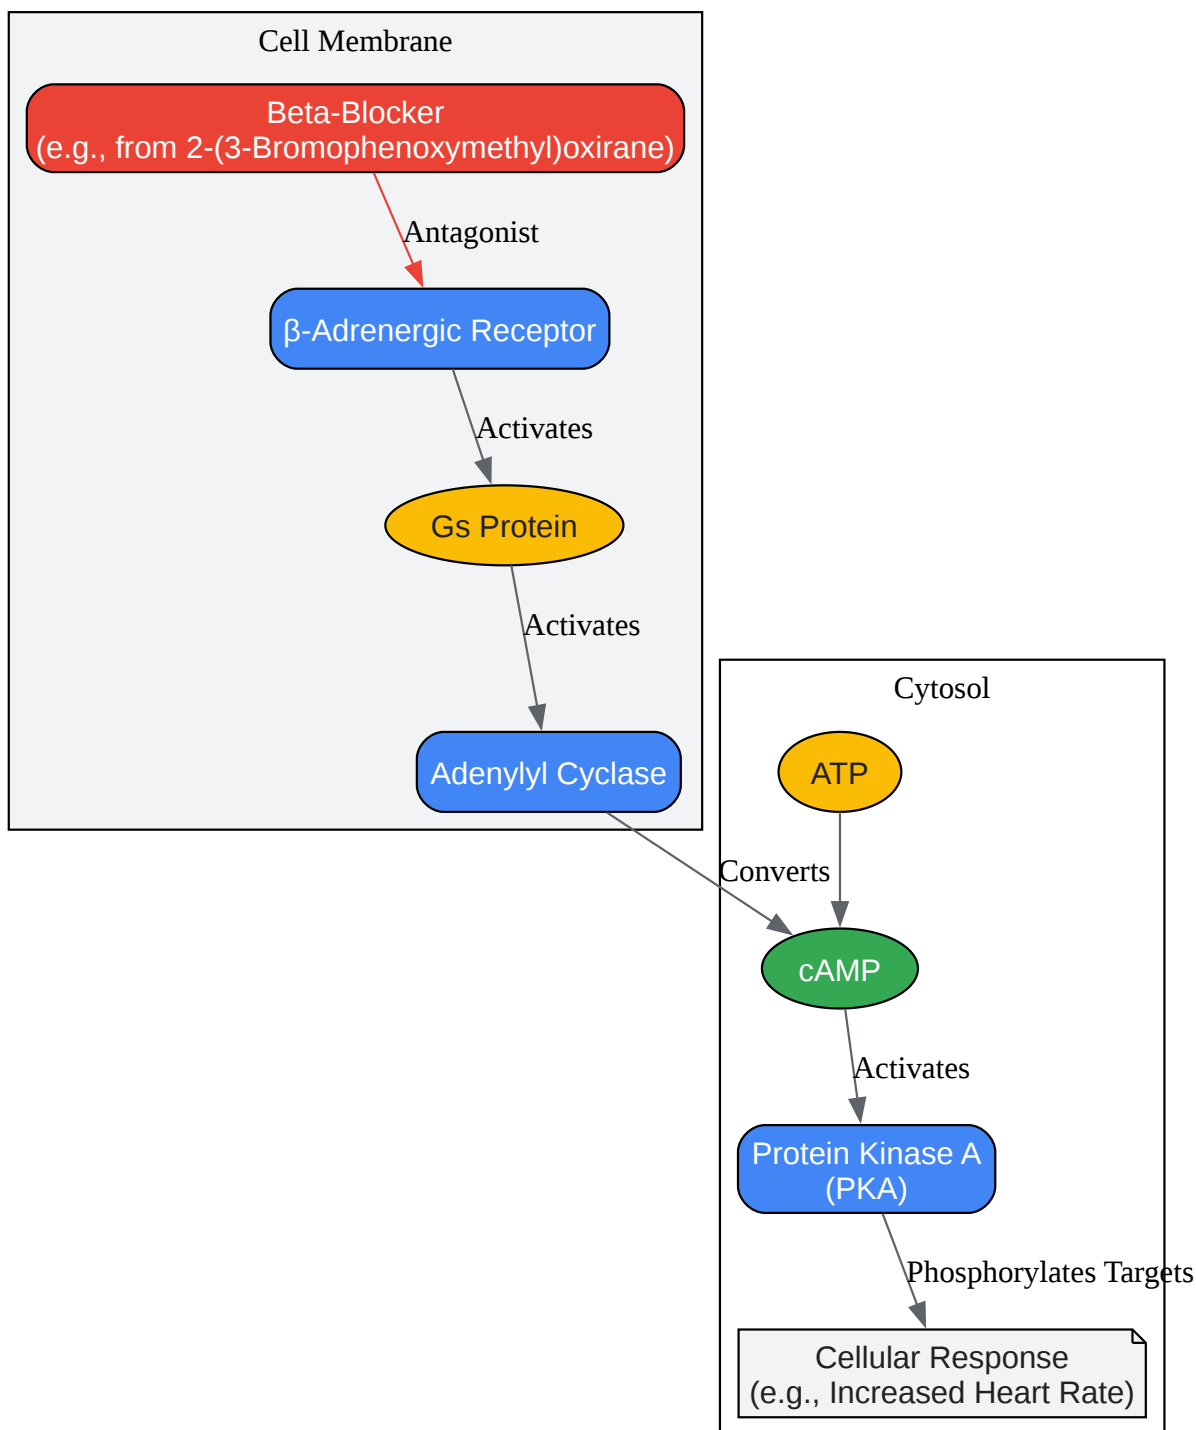 Cell Membrane
Beta-Blocker
(e.g., from 2-(3-Bromophenoxymethyl)oxirane)
Antagonist
β-Adrenergic Receptor
Activates
Gs Protein
Activates
Adenylyl Cyclase
Cytosol
ATP
Converts
cAMP
Activates
Protein Kinase A
(PKA)
Phosphorylates Targets
Cellular Response
(e.g., Increased Heart Rate)